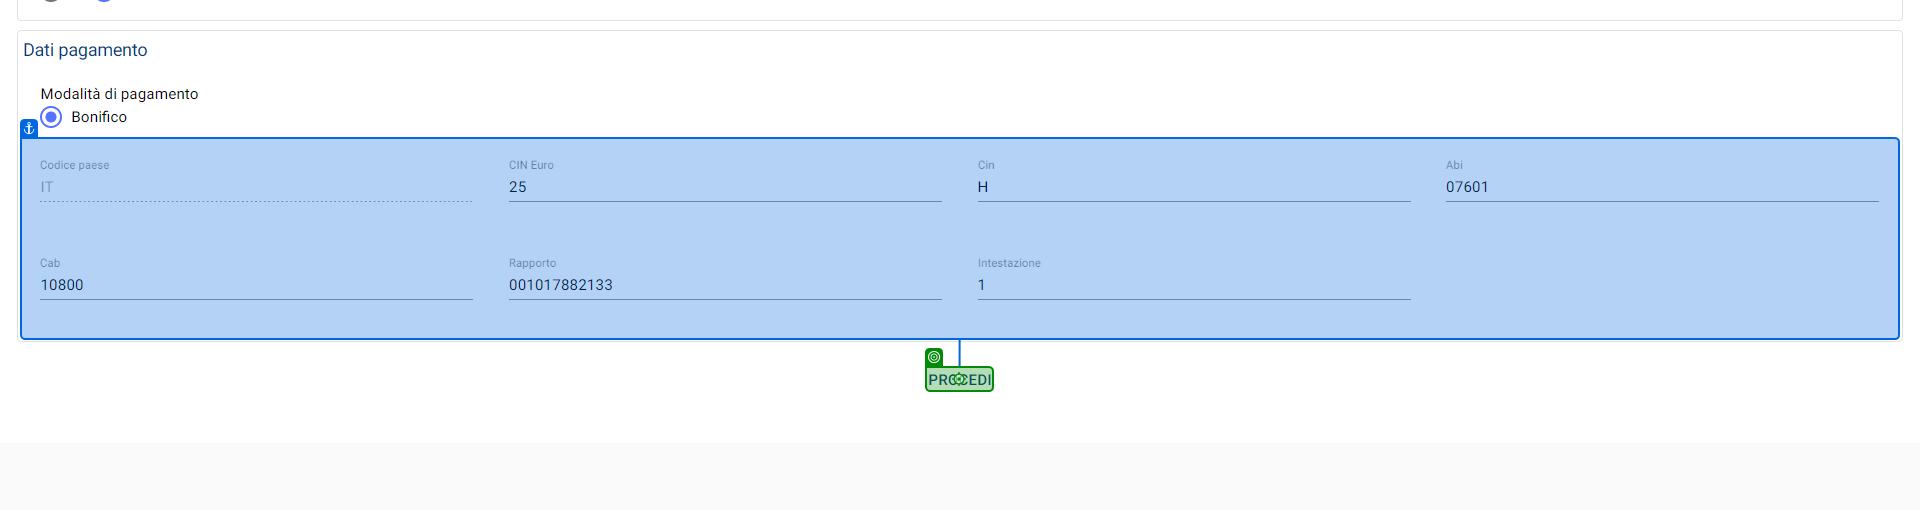 Dati pagamento
Modalità di pagamento
Bonifico
Codice paese CIN Euro Cin Abi
IT 25 H 07601
Cab Rapporto Intestazione
10800 001017882133 1
PROCEDI